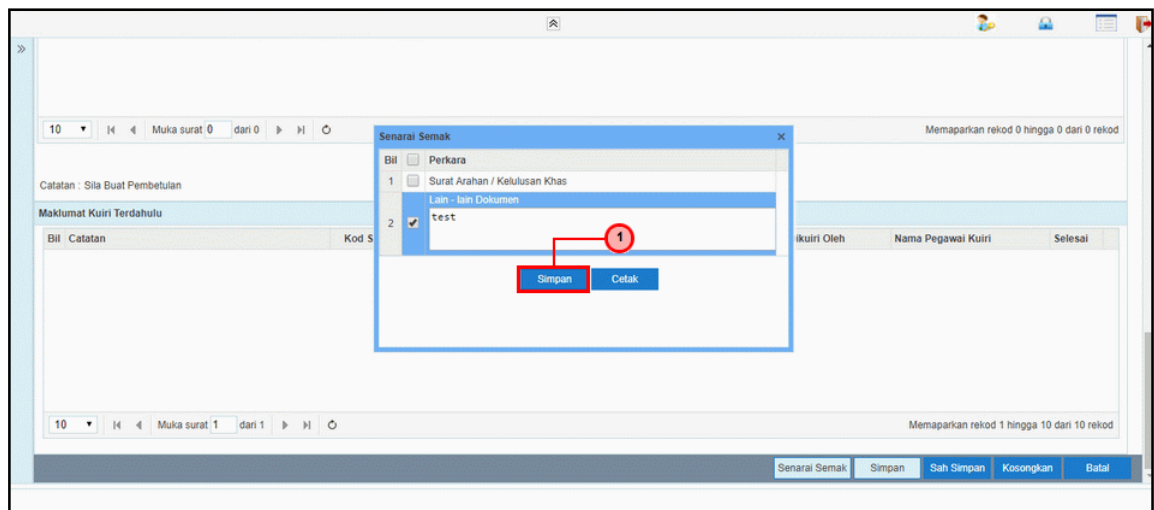 10 Muka surat 0 dari 0 Memaparkan rekod 0 hingga 0 dari 0 rekod
Catatan : Sila Buat Pembetulan
Maklumat Kuiri Terdahulu
Bil Catatan Kod S ikuiri Oleh Nama Pegawai Kuiri Selesai
Senarai Semak
Bil Perkara
1 Surat Arahan / Kelulusan Khas
Lain - lain Dokumen
2 test
1
Simpan Cetak
10 Muka surat 1 dari 1 Memaparkan rekod 1 hingga 10 dari 10 rekod
Senarai Semak Simpan Sah Simpan Kosongkan Batal